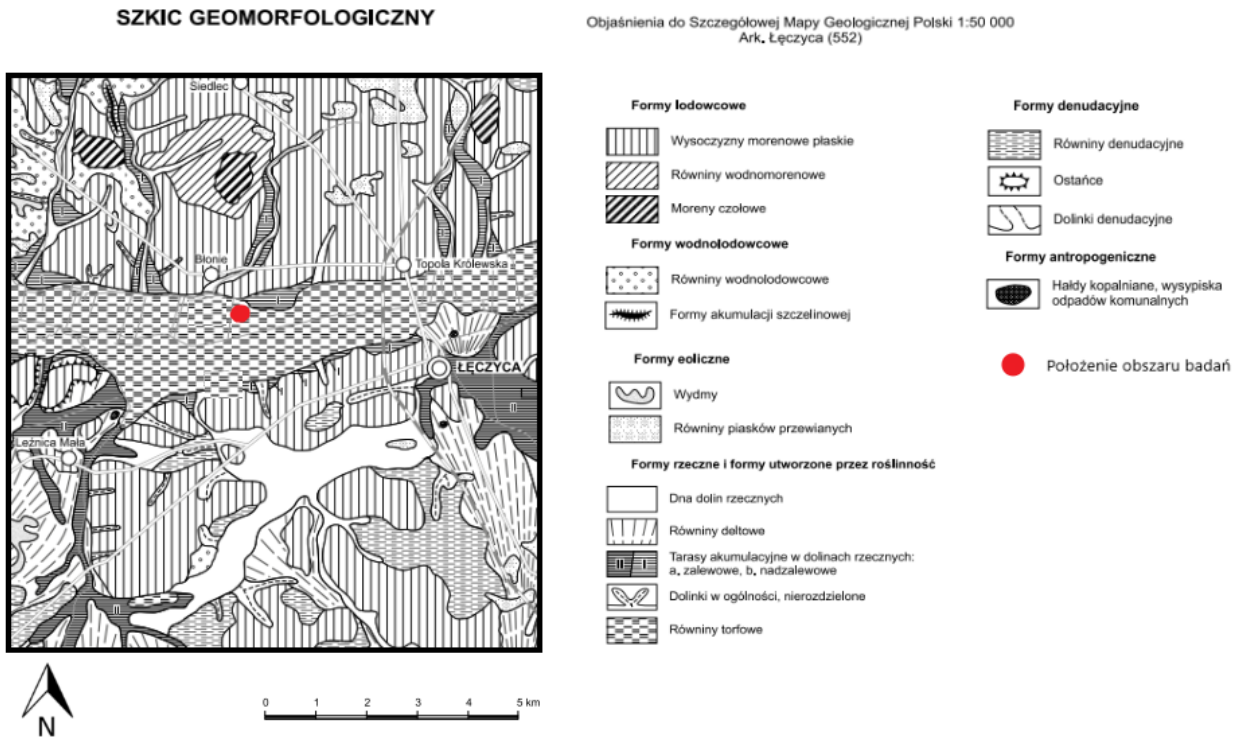 SZKIC GEOMORFOLOGICZNY
Objaśnienia do Szczegółowej Mapy Geologicznej Polski 1:50 000
Ark. Łęczyca (552)
Siedlec
Błonie
Topola Królewska
ŁĘCZYCA
Leźnica Mała
I
I
I
I
I
I
II
II
II
N
0 1 2 3 4 5 km
Formy lodowcowe
Wysoczyzny morenowe płaskie
Równiny wodnomorenowe
Moreny czołowe
Formy wodnolodowcowe
Równiny wodnolodowcowe
Formy akumulacji szczelinowej
Formy eoliczne
Wydmy
Równiny piasków przewianych
Formy rzeczne i formy utworzone przez roślinność
Dna dolin rzecznych
Równiny deltowe
II I
Tarasy akumulacyjne w dolinach rzecznych:
a. zalewowe, b. nadzalewowe
Dolinki w ogólności, nierozdzielone
Równiny torfowe
Formy denudacyjne
Równiny denudacyjne
Ostańce
Dolinki denudacyjne
Formy antropogeniczne
Hałdy kopalniane, wysypiska
odpadów komunalnych
Położenie obszaru badań